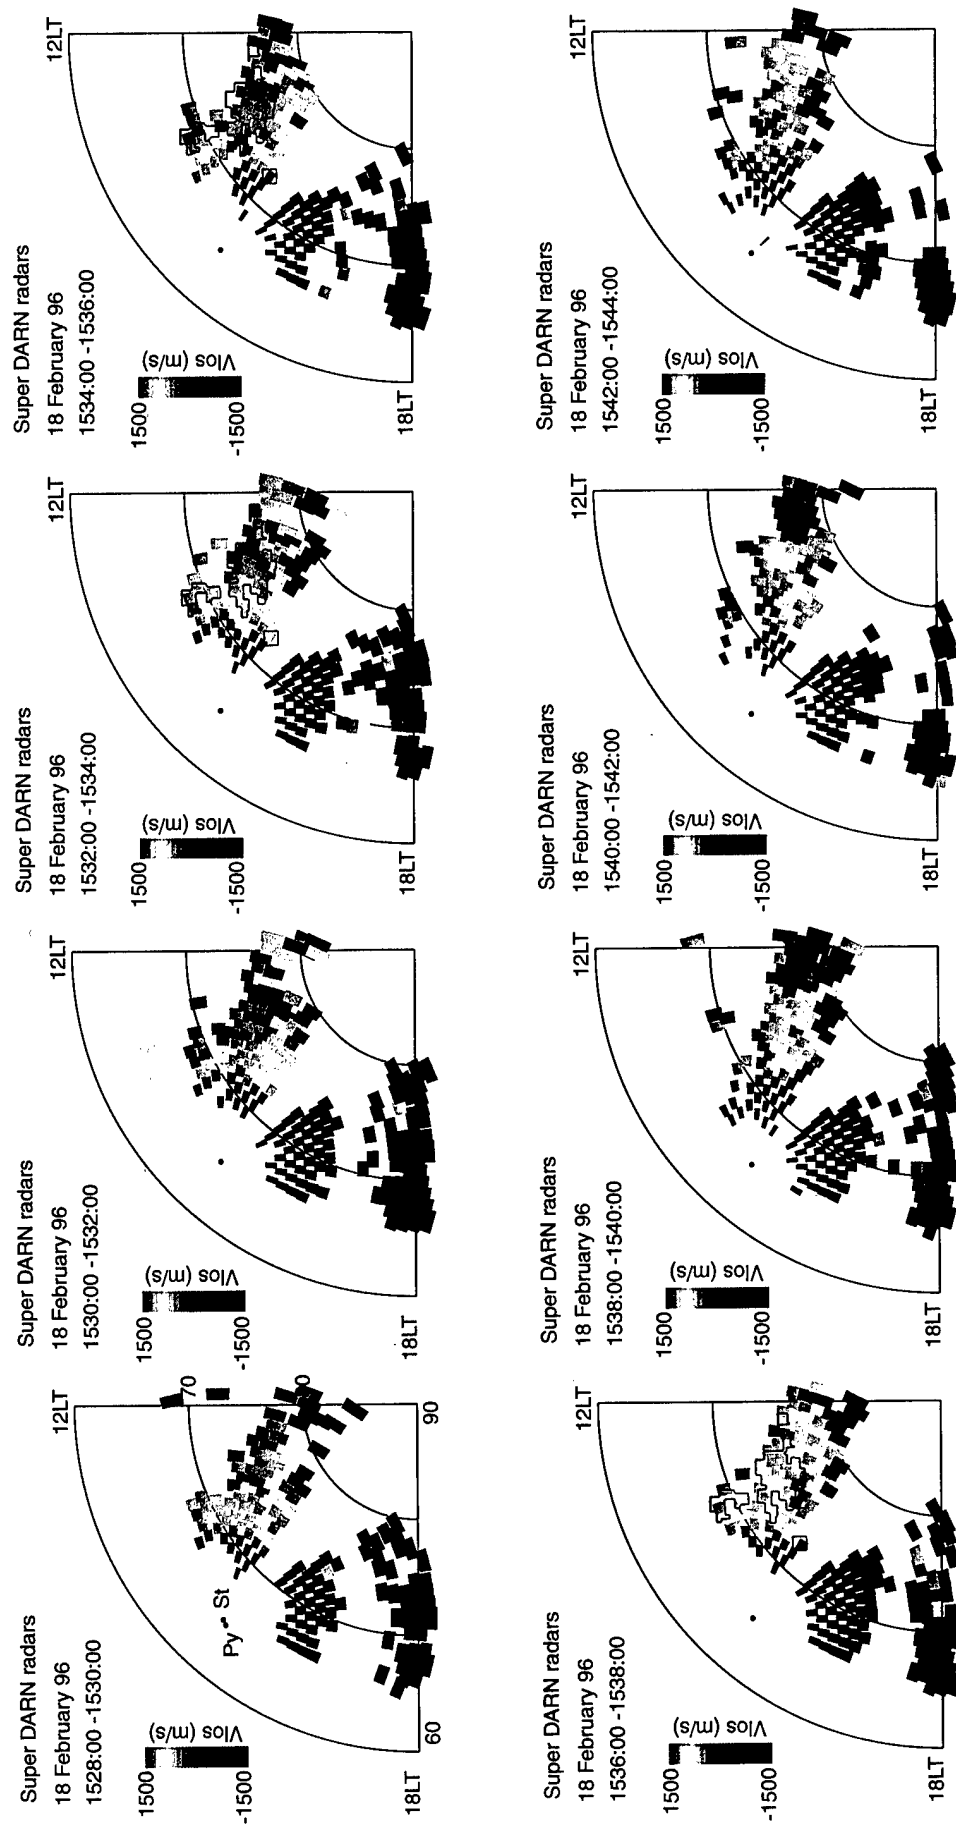 Super DARN radars
18 February 96
1528:00 -1530:00
1500
-1500
Vlos (m/s)
12LT
18LT
70
60
90
Py
St
Super DARN radars
18 February 96
1530:00 -1532:00
1500
-1500
Vlos (m/s)
12LT
18LT
Super DARN radars
18 February 96
1532:00 -1534:00
1500
-1500
Vlos (m/s)
12LT
18LT
Super DARN radars
18 February 96
1534:00 -1536:00
1500
-1500
Vlos (m/s)
12LT
18LT
Super DARN radars
18 February 96
1536:00 -1538:00
1500
-1500
Vlos (m/s)
12LT
18LT
Super DARN radars
18 February 96
1538:00 -1540:00
1500
-1500
Vlos (m/s)
12LT
18LT
Super DARN radars
18 February 96
1540:00 -1542:00
1500
-1500
Vlos (m/s)
12LT
18LT
Super DARN radars
18 February 96
1542:00 -1544:00
1500
-1500
Vlos (m/s)
12LT
18LT